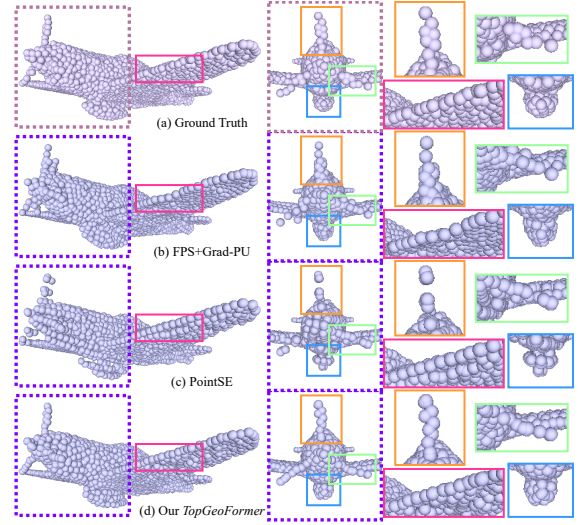 (a) Ground Truth
(b) FPS+Grad-PU
(c) PointSE
(d) Our TopGeoFormer